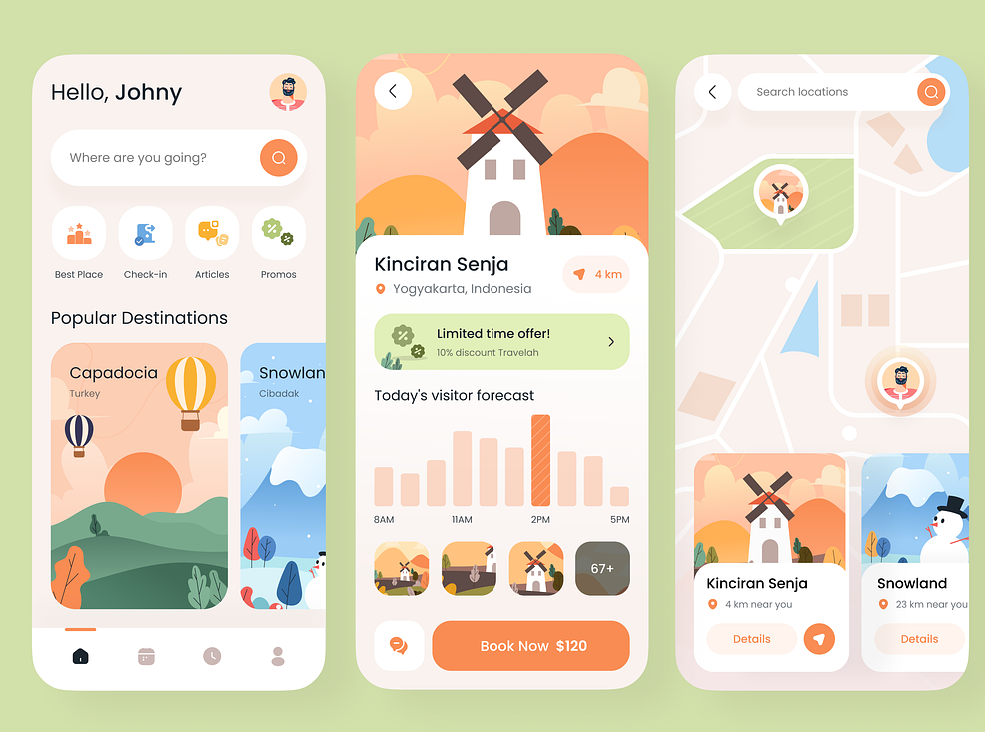 Hello, Johny
Where are you going?
Best Place
Check-in
Articles
Promos
Popular Destinations
Capadocia
Turkey
Snowlan
Cibadak
Kinciran Senja
Yogyakarta, Indonesia
4 km
Limited time offer!
10% discount Travelah
Today's visitor forecast
8AM
11AM
2PM
5PM
67+
Book Now $120
Search locations
Kinciran Senja
4 km near you
Details
Snowland
23 km near you
Details